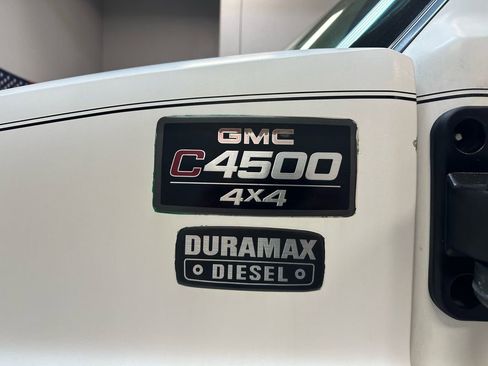 GMC
C4500
4x4
DURAMAX
DIESEL